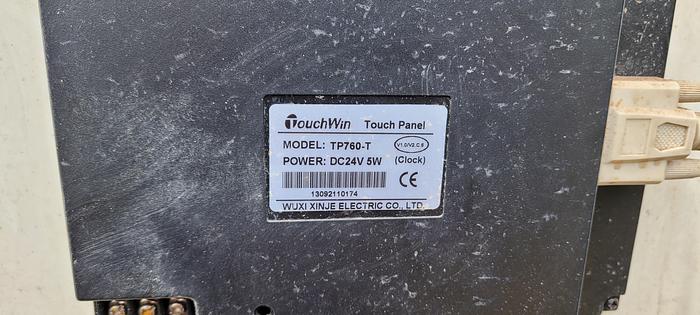 TouchWin Touch Panel
MODEL: TP760-T V1.0/V2.C.6
POWER: DC24V 5W (Clock)
13092110174 CE
WUXI XINJE ELECTRIC CO., LTD.